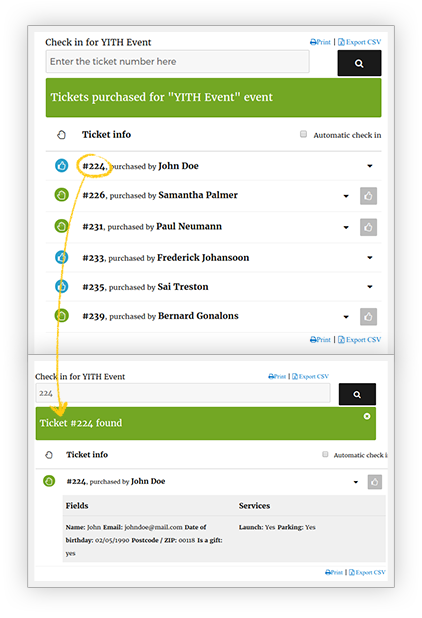 Check in for YITH Event
Print | Export CSV
Enter the ticket number here
Tickets purchased for "YITH Event" event
Ticket info
Automatic check in
#224, purchased by John Doe
#226, purchased by Samantha Palmer
#231, purchased by Paul Neumann
#233, purchased by Frederick Johansoon
#235, purchased by Sai Treston
#239, purchased by Bernard Gonalons
Print | Export CSV
Check in for YITH Event
Print | Export CSV
224
Ticket #224 found
Ticket info
Automatic check i
#224, purchased by John Doe
Fields
Services
Name: John Email: johndoe@mail.com Date of
birthday: 02/05/1990 Postcode / ZIP: 00118 Is a gift:
yes
Launch: Yes Parking: Yes
Print | Export CSV